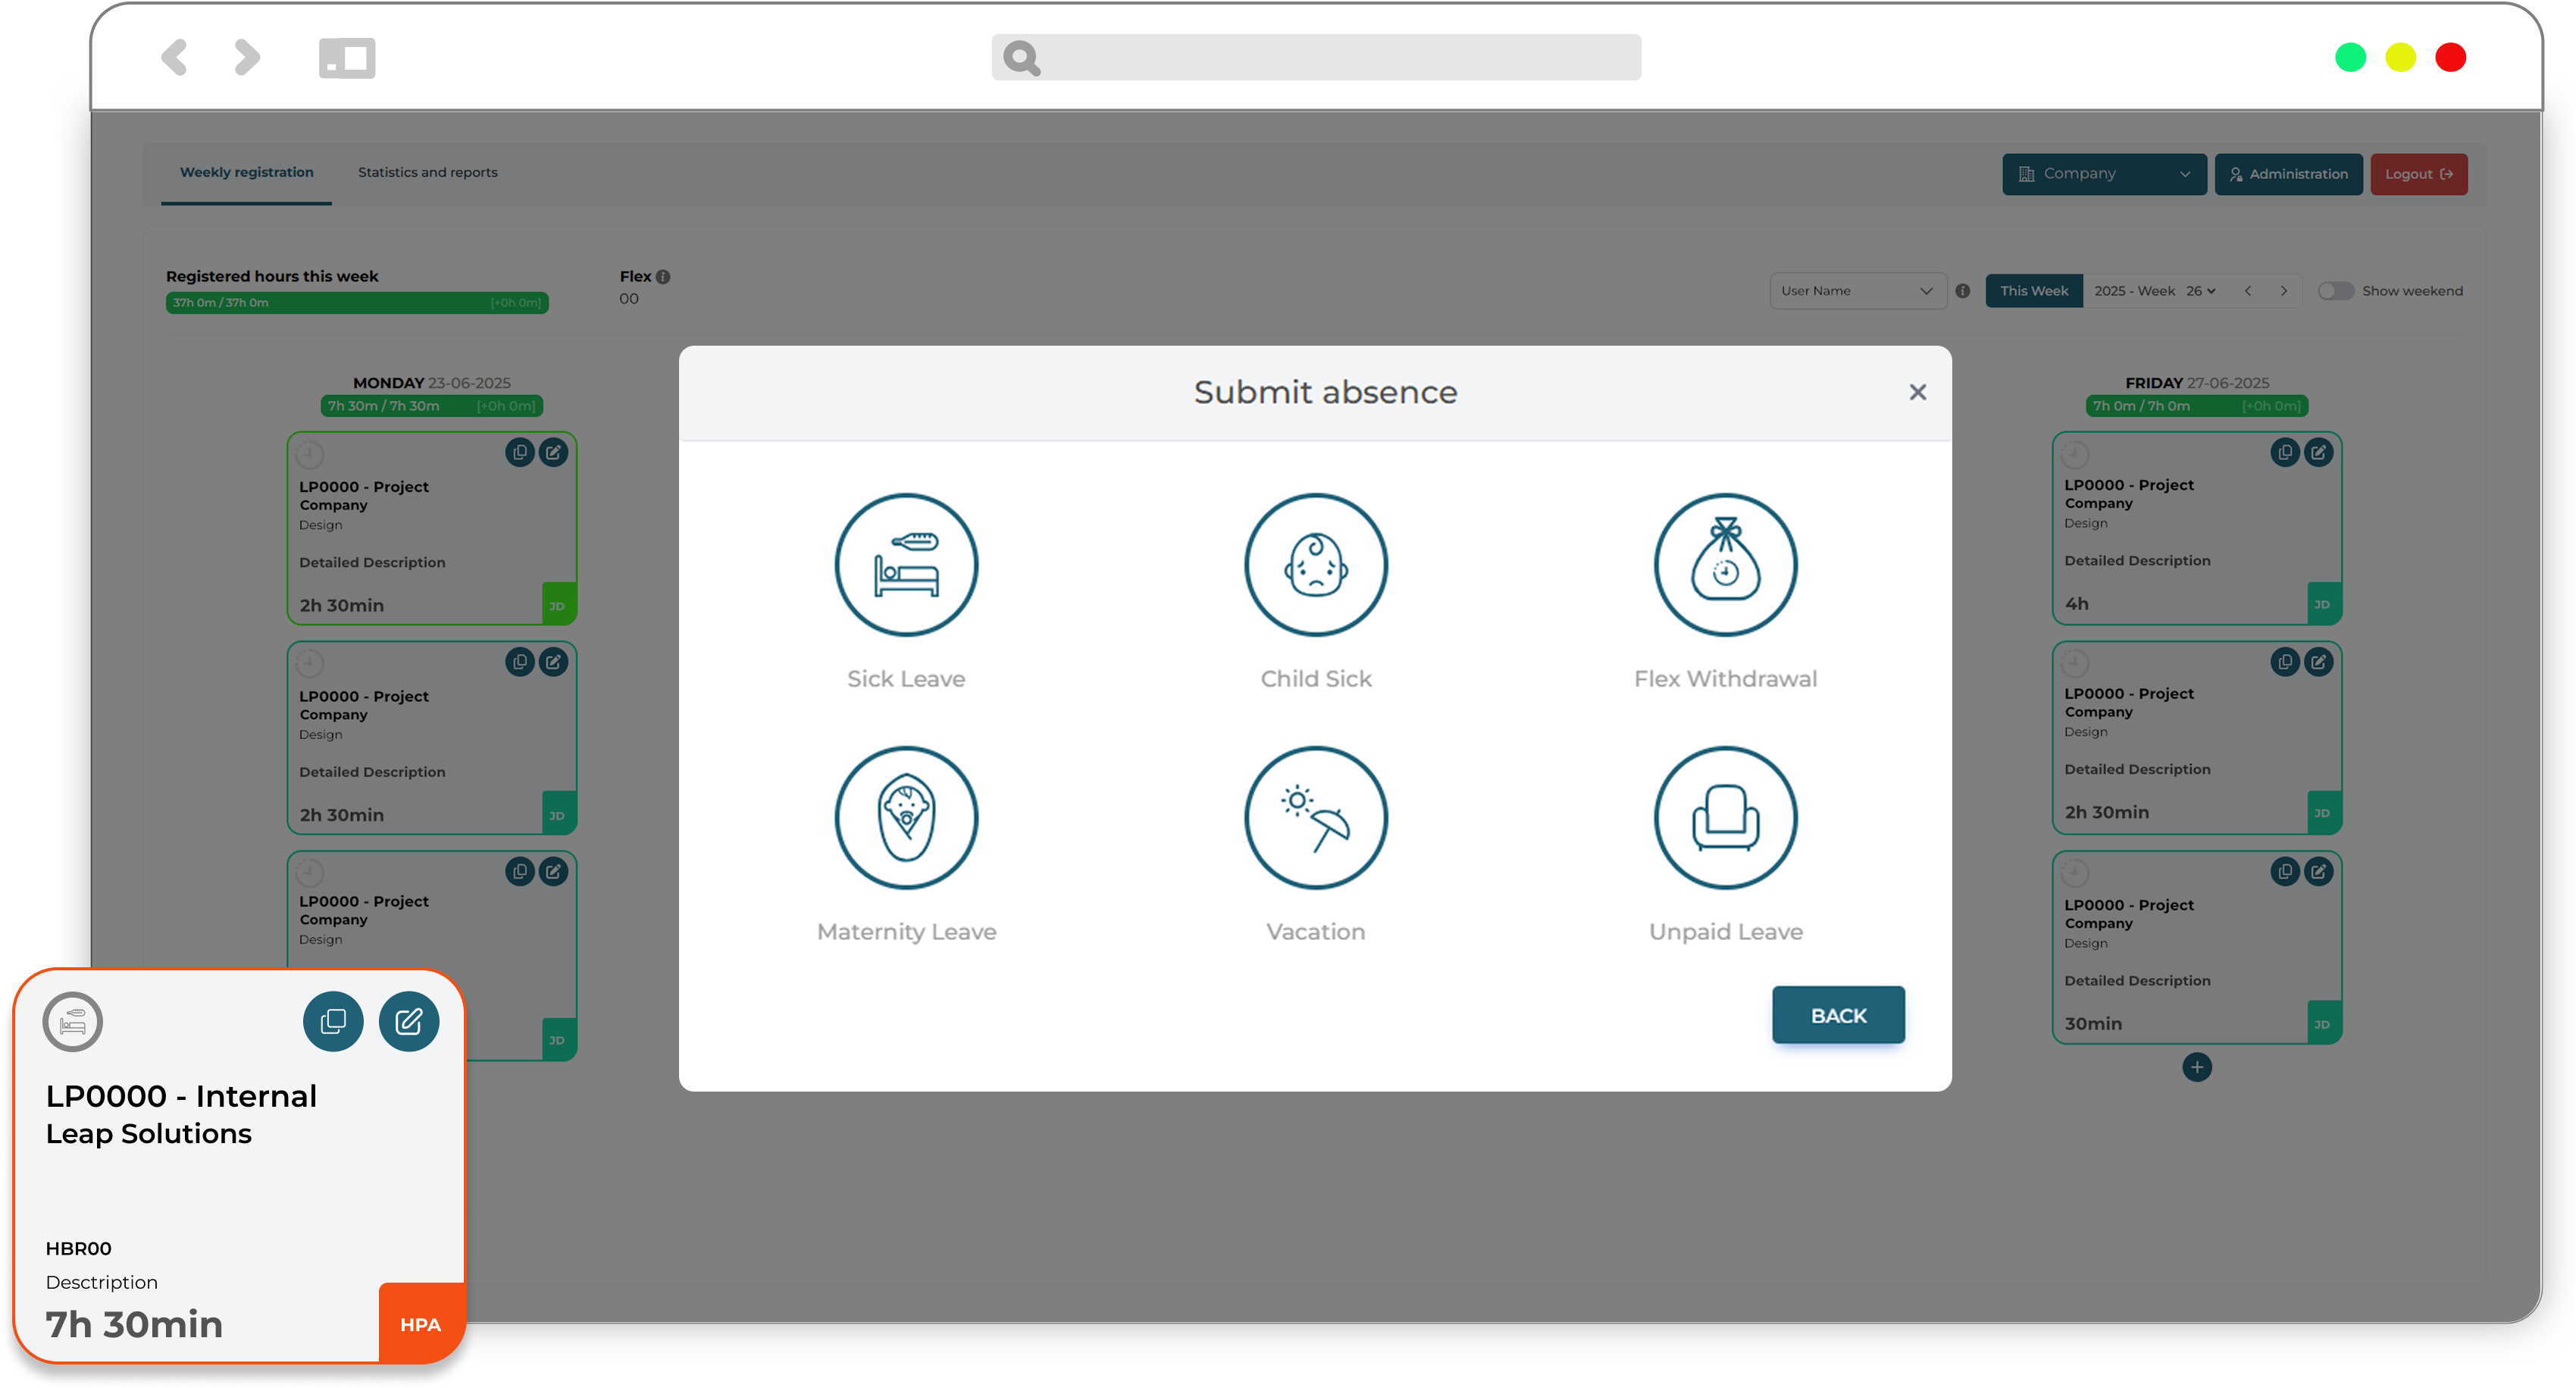 Weekly registration
Statistics and reports
Company
Administration
Logout
Registered hours this week
37h 0m / 37h 0m [+0h 0m]
Flex
00
User Name
This Week
2025 - Week 26
Show weekend
MONDAY 23-06-2025
7h 30m / 7h 30m [+0h 0m]
LP0000 - Project
Company
Design
Detailed Description
2h 30min
JD
LP0000 - Project
Company
Design
Detailed Description
2h 30min
JD
LP0000 - Project
Company
Design
JD
Submit absence
Sick Leave
Child Sick
Flex Withdrawal
Maternity Leave
Vacation
Unpaid Leave
BACK
FRIDAY 27-06-2025
7h 0m / 7h 0m [+0h 0m]
LP0000 - Project
Company
Design
Detailed Description
4h
JD
LP0000 - Project
Company
Design
Detailed Description
2h 30min
JD
LP0000 - Project
Company
Design
Detailed Description
30min
JD
LP0000 - Internal
Leap Solutions
HBR00
Desctription
7h 30min
HPA